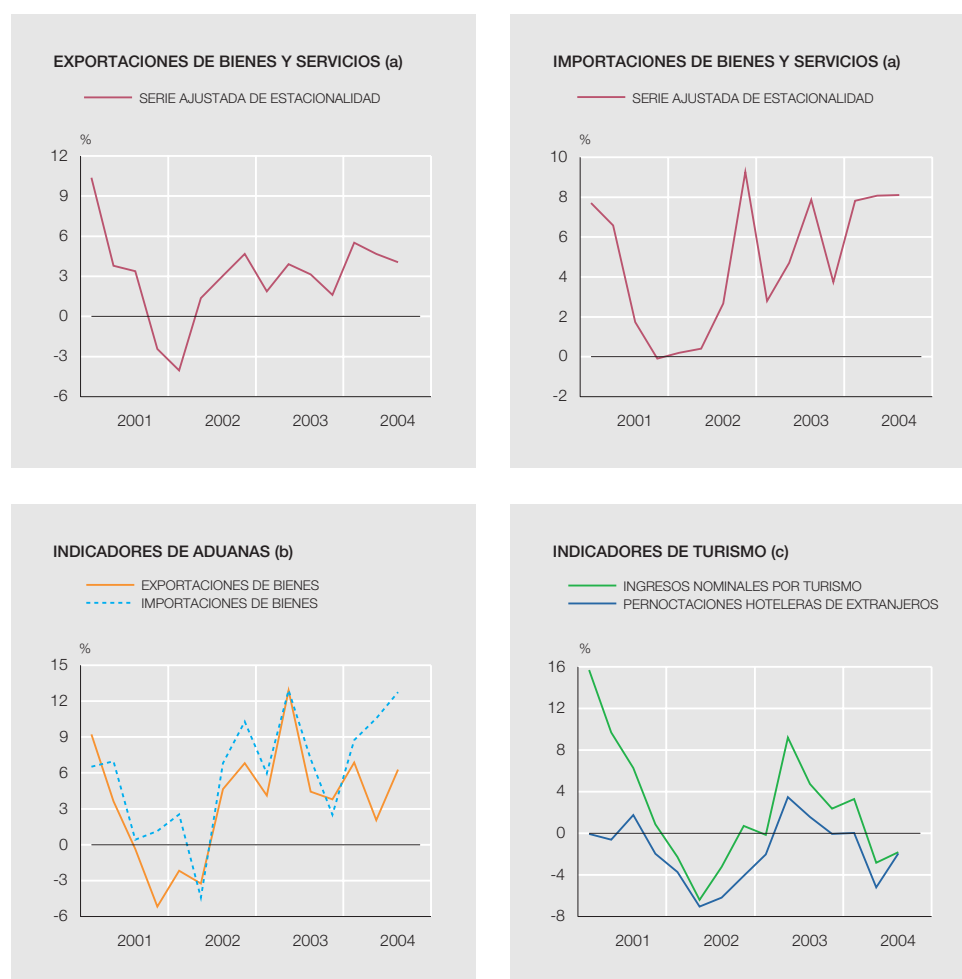 EXPORTACIONES DE BIENES Y SERVICIOS (a)
SERIE AJUSTADA DE ESTACIONALIDAD
%
12
9
6
3
0
-3
-6
2001 2002 2003 2004
IMPORTACIONES DE BIENES Y SERVICIOS (a)
SERIE AJUSTADA DE ESTACIONALIDAD
%
10
8
6
4
2
0
-2
2001 2002 2003 2004
INDICADORES DE ADUANAS (b)
EXPORTACIONES DE BIENES
IMPORTACIONES DE BIENES
%
15
12
9
6
3
0
-3
-6
2001 2002 2003 2004
INDICADORES DE TURISMO (c)
INGRESOS NOMINALES POR TURISMO
PERNOCTACIONES HOTELERAS DE EXTRANJEROS
%
16
12
8
4
0
-4
-8
2001 2002 2003 2004